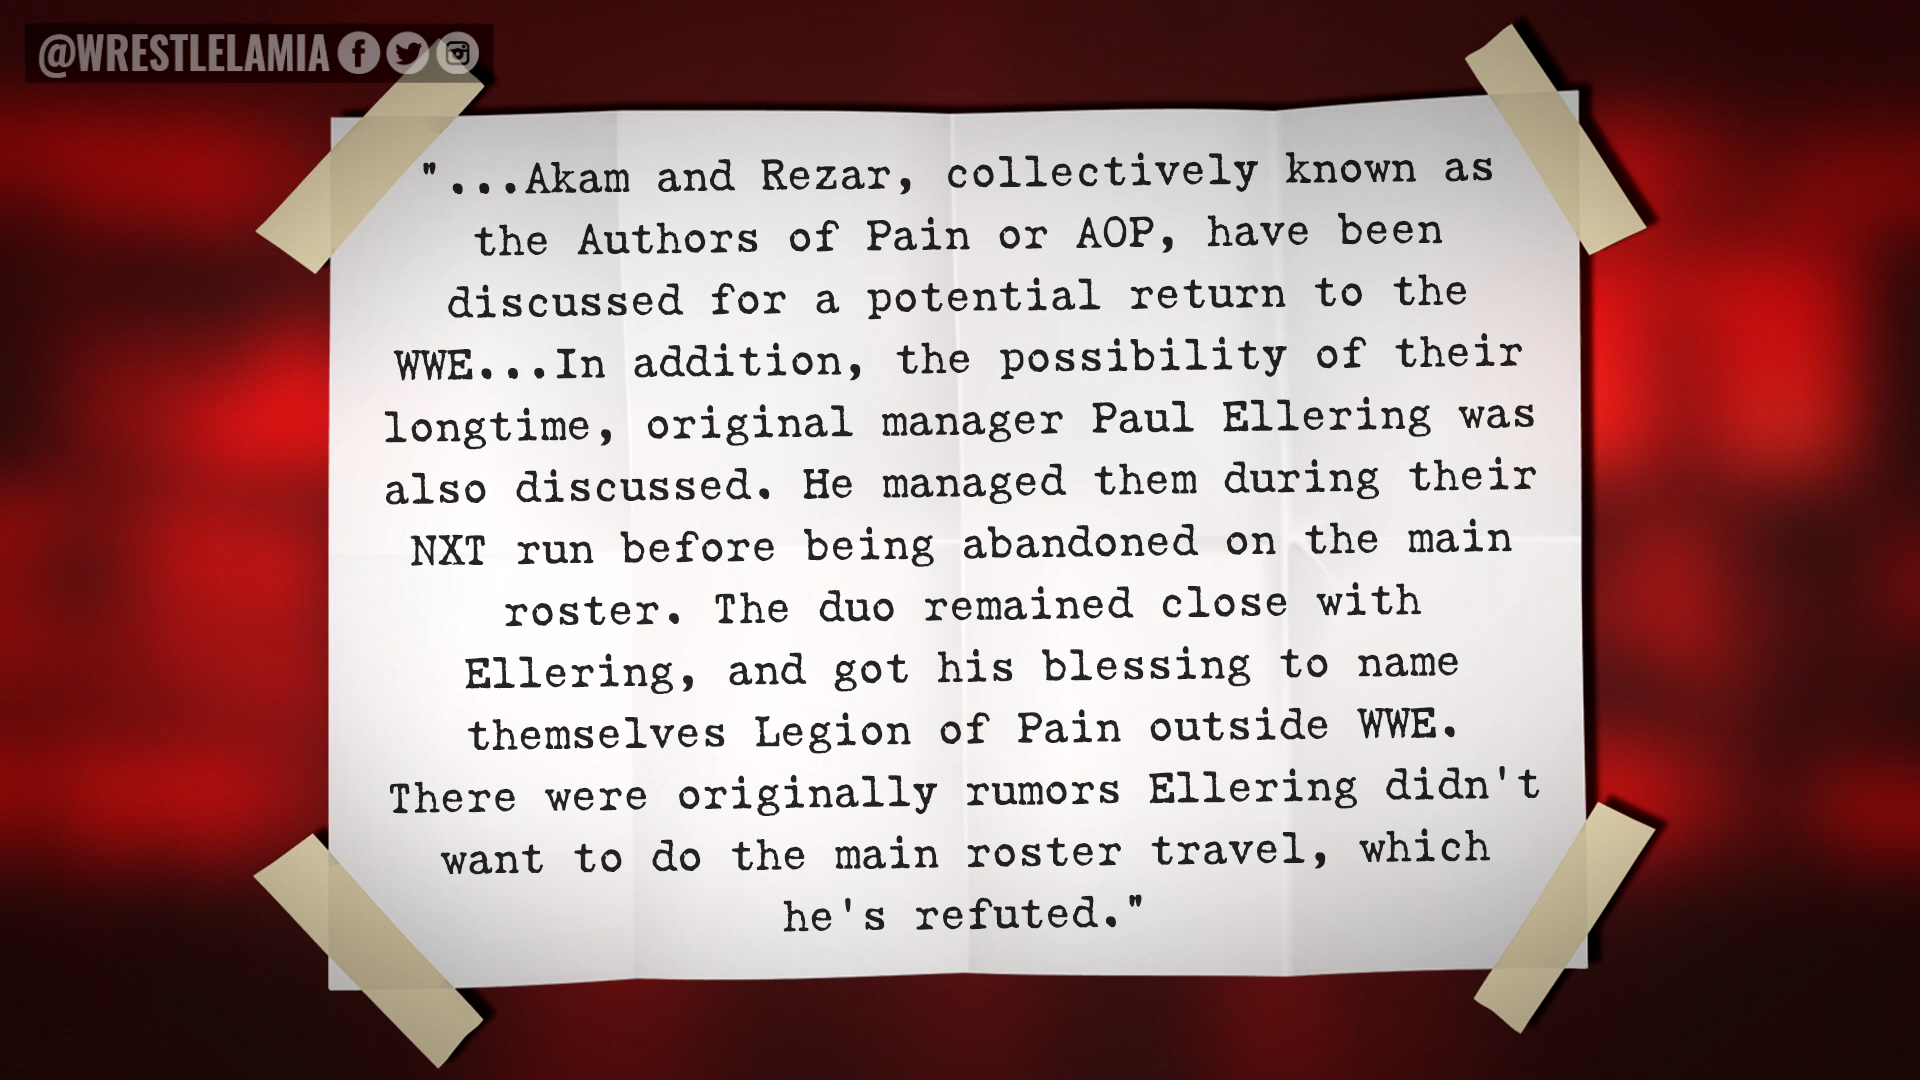 @WRESTLELAMIA
"...Akam and Rezar, collectively known as
the Authors of Pain or AOP, have been
discussed for a potential return to the
WWE...In addition, the possibility of their
longtime, original manager Paul Ellering was
also discussed. He managed them during their
NXT run before being abandoned on the main
roster. The duo remained close with
Ellering, and got his blessing to name
themselves Legion of Pain outside WWE.
There were originally rumors Ellering didn't
want to do the main roster travel, which
he's refuted."